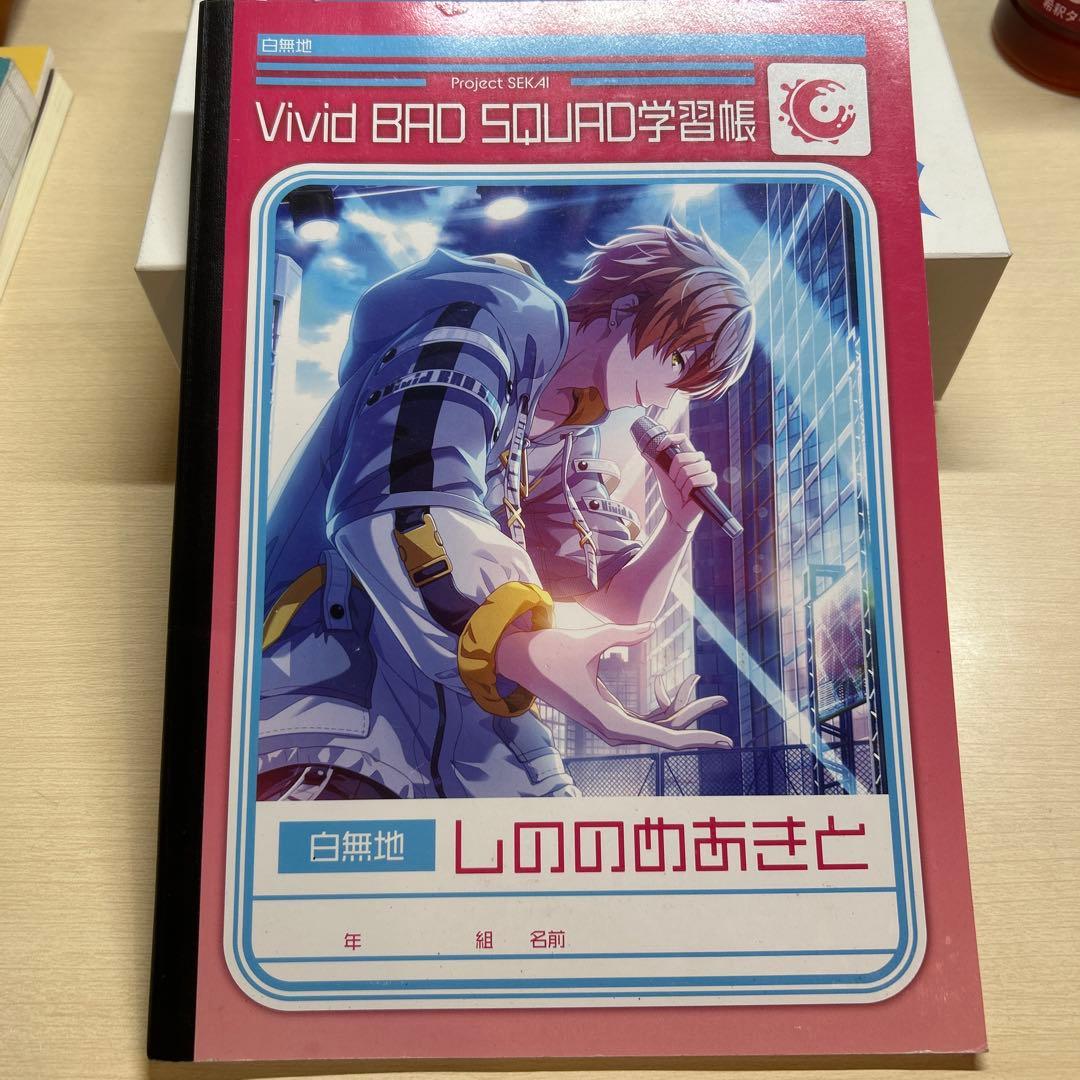 白無地
Project SEKAI
Vivid BAD SQUAD学習帳
白無地 しののめあきと
年 組 名前